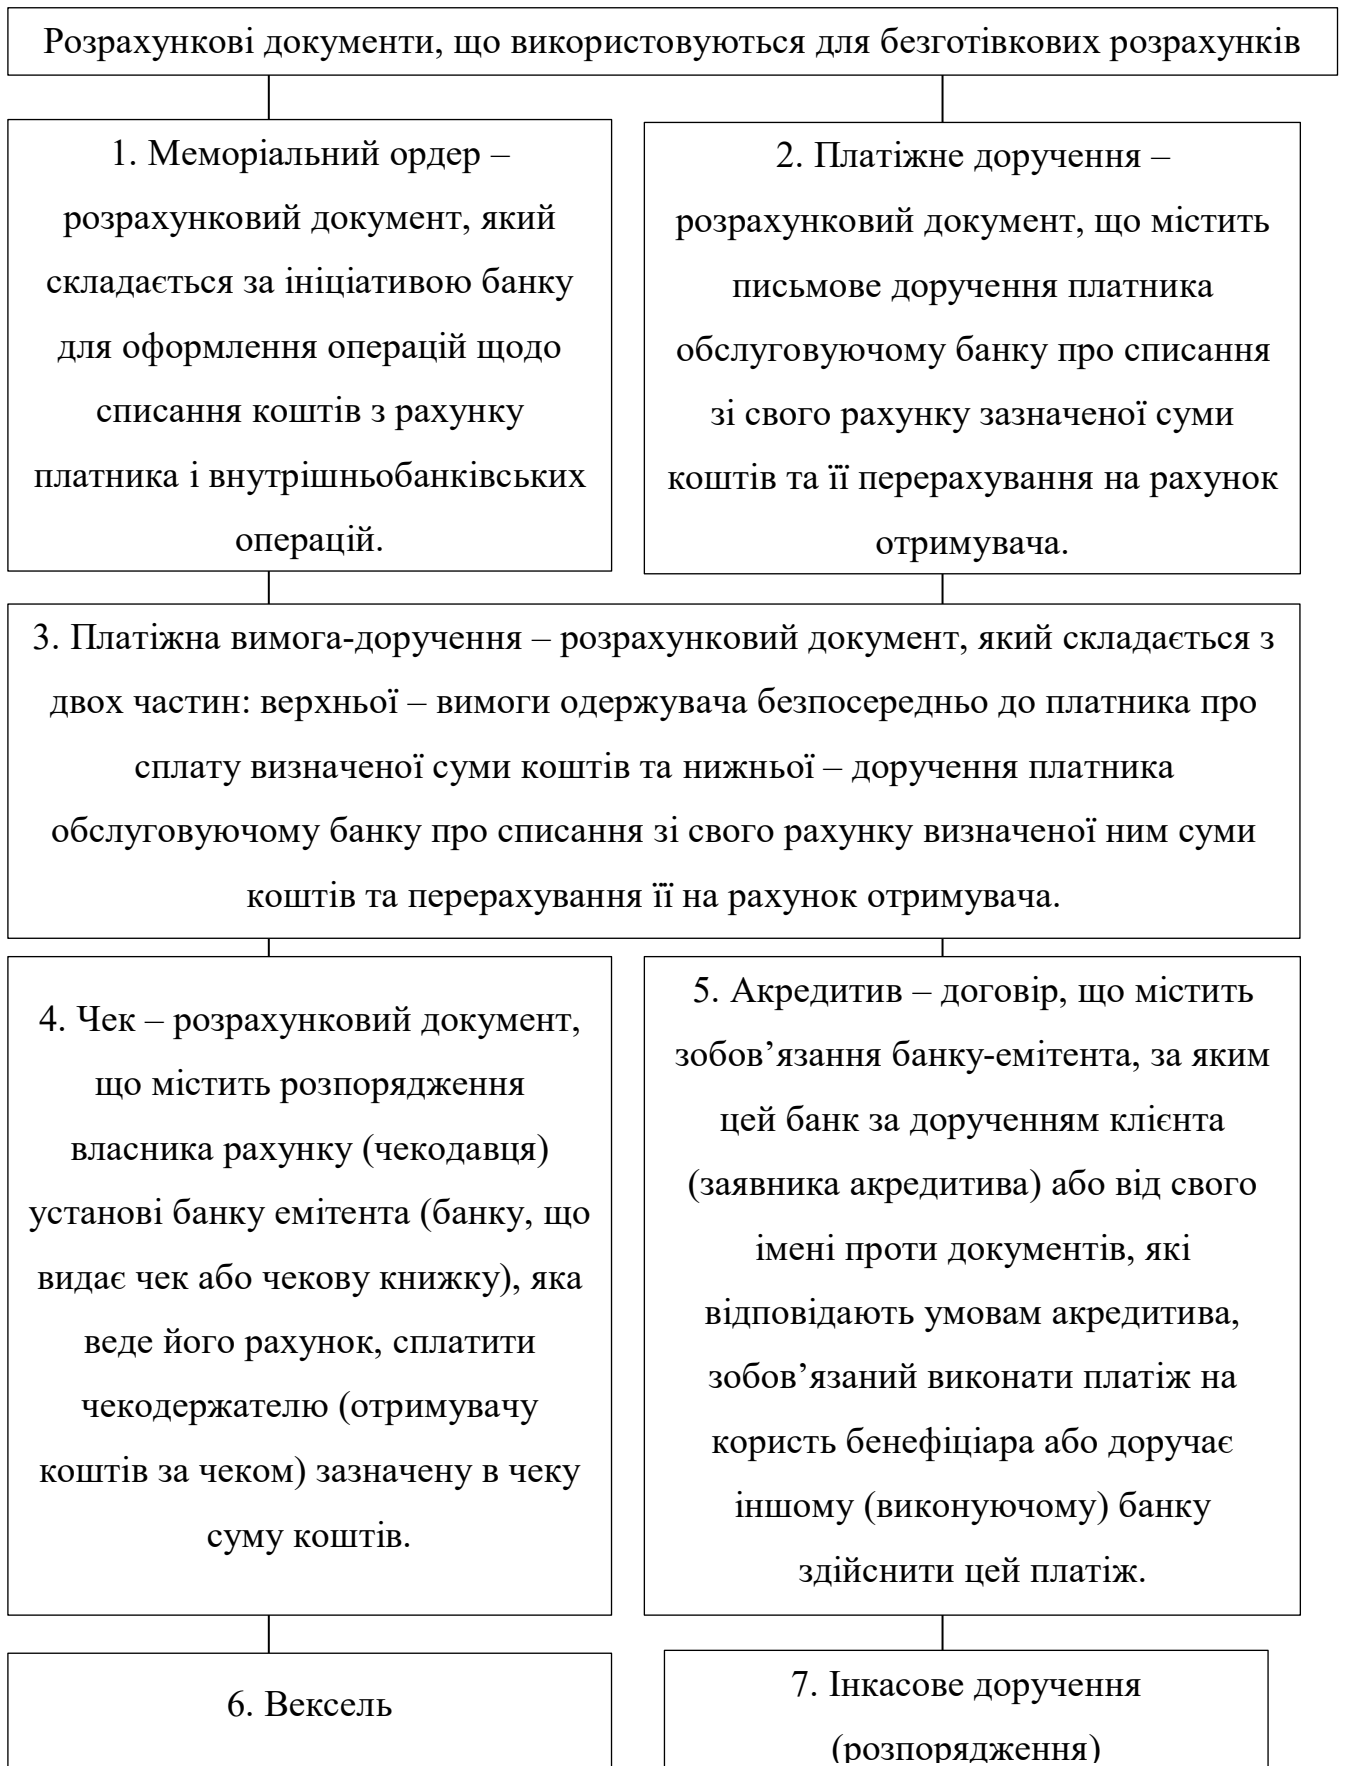 Розрахункові документи, що використовуються для безготівкових розрахунків
1. Меморіальний ордер –
розрахунковий документ, який
складається за ініціативою банку
для оформлення операцій щодо
списання коштів з рахунку
платника і внутрішньобанківських
операцій.
2. Платіжне доручення –
розрахунковий документ, що містить
письмове доручення платника
обслуговуючому банку про списання
зі свого рахунку зазначеної суми
коштів та її перерахування на рахунок
отримувача.
3. Платіжна вимога-доручення – розрахунковий документ, який складається з
двох частин: верхньої – вимоги одержувача безпосередньо до платника про
сплату визначеної суми коштів та нижньої – доручення платника
обслуговуючому банку про списання зі свого рахунку визначеної ним суми
коштів та перерахування її на рахунок отримувача.
4. Чек – розрахунковий документ,
що містить розпорядження
власника рахунку (чекодавця)
установі банку емітента (банку, що
видає чек або чекову книжку), яка
веде його рахунок, сплатити
чекодержателю (отримувачу
коштів за чеком) зазначену в чеку
суму коштів.
5. Акредитив – договір, що містить
зобов’язання банку-емітента, за яким
цей банк за дорученням клієнта
(заявника акредитива) або від свого
імені проти документів, які
відповідають умовам акредитива,
зобов’язаний виконати платіж на
користь бенефіціара або доручає
іншому (виконуючому) банку
здійснити цей платіж.
6. Вексель
7. Інкасове доручення
(розпорядження)